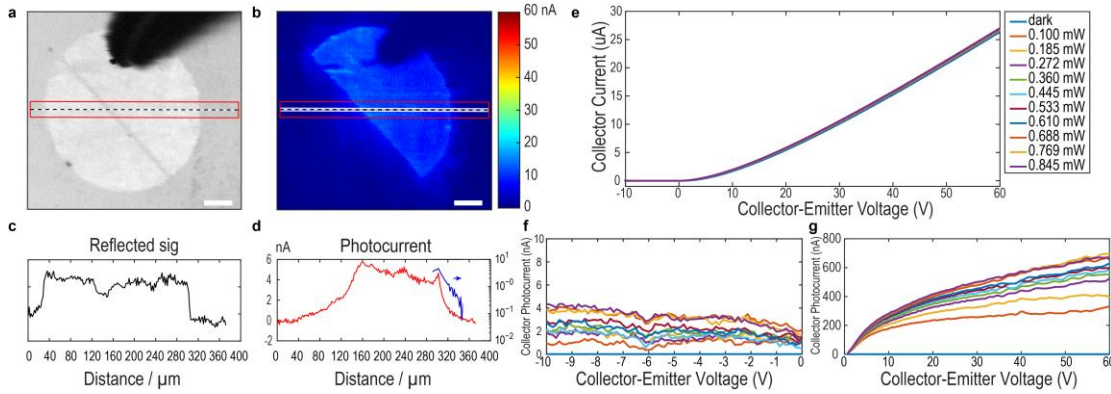 a
b
60 nA
50
40
30
20
10
0
c
Reflected sig
0 40 80 120 160 200 240 280 320 360 400
Distance / µm
d
nA
Photocurrent
6
4
2
0
-2
10¹
10⁰
10⁻¹
10⁻²
0 40 80 120 160 200 240 280 320 360 400
Distance / µm
e
Collector Current (uA)
30
25
20
15
10
5
0
-10 0 10 20 30 40 50 60
Collector-Emitter Voltage (V)
dark
0.100 mW
0.185 mW
0.272 mW
0.360 mW
0.445 mW
0.533 mW
0.610 mW
0.688 mW
0.769 mW
0.845 mW
f
Collector Photocurrent (nA)
10
8
6
4
2
0
-10 -9 -8 -7 -6 -5 -4 -3 -2 -1 0
Collector-Emitter Voltage (V)
g
Collector Photocurrent (nA)
800
600
400
200
0
0 10 20 30 40 50 60
Collector-Emitter Voltage (V)